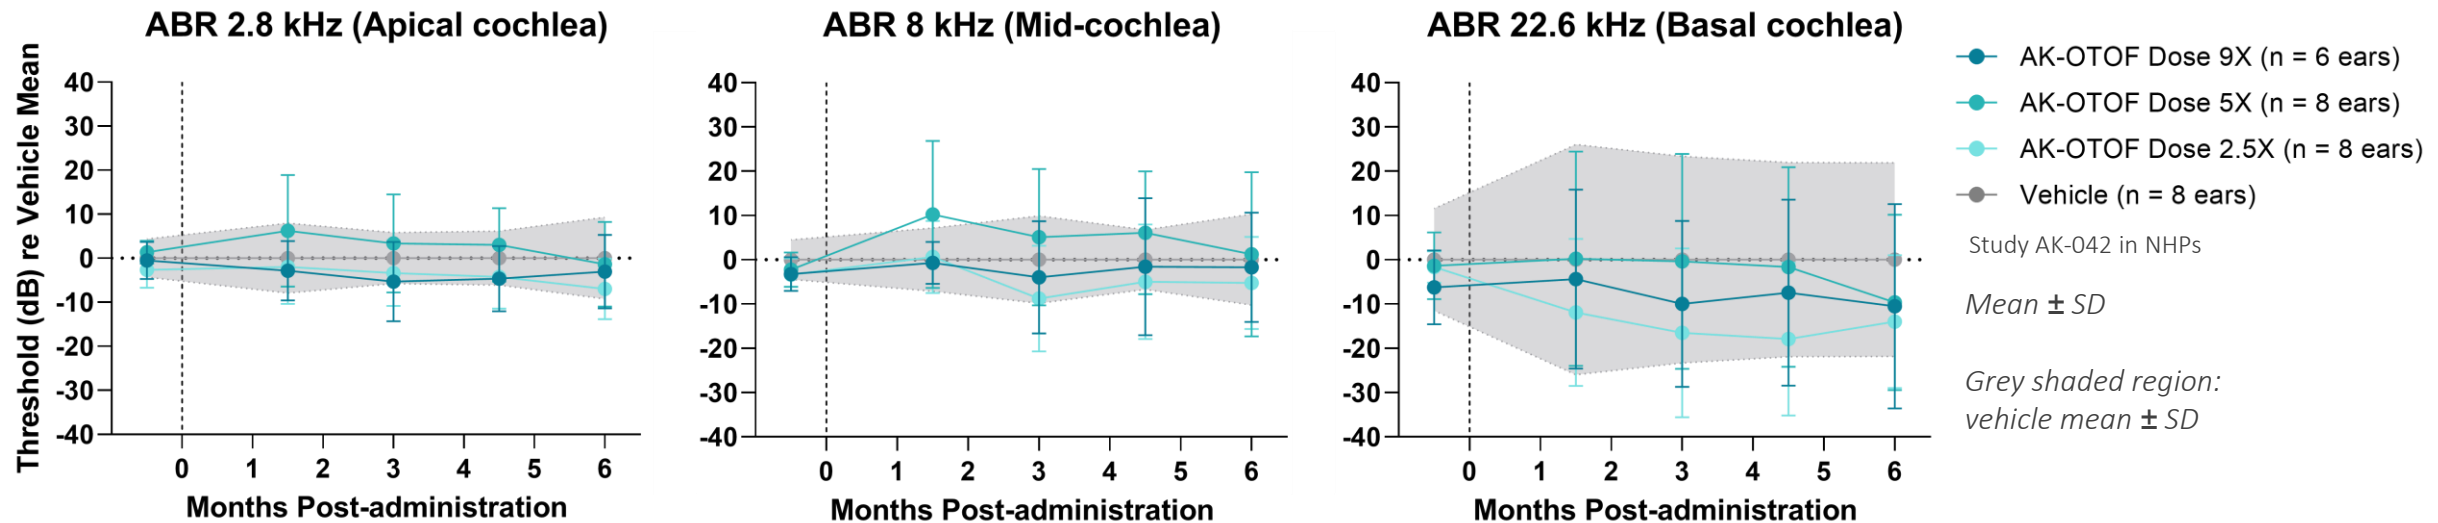 ABR 2.8 kHz (Apical cochlea)
Threshold (dB) re Vehicle Mean
40
30
20
10
0
-10
-20
-30
-40
0 1 2 3 4 5 6
Months Post-administration
ABR 8 kHz (Mid-cochlea)
40
30
20
10
0
-10
-20
-30
-40
0 1 2 3 4 5 6
Months Post-administration
ABR 22.6 kHz (Basal cochlea)
40
30
20
10
0
-10
-20
-30
-40
0 1 2 3 4 5 6
Months Post-administration
AK-OTOF Dose 9X (n = 6 ears)
AK-OTOF Dose 5X (n = 8 ears)
AK-OTOF Dose 2.5X (n = 8 ears)
Vehicle (n = 8 ears)
Study AK-042 in NHPs
Mean ± SD
Grey shaded region:
vehicle mean ± SD